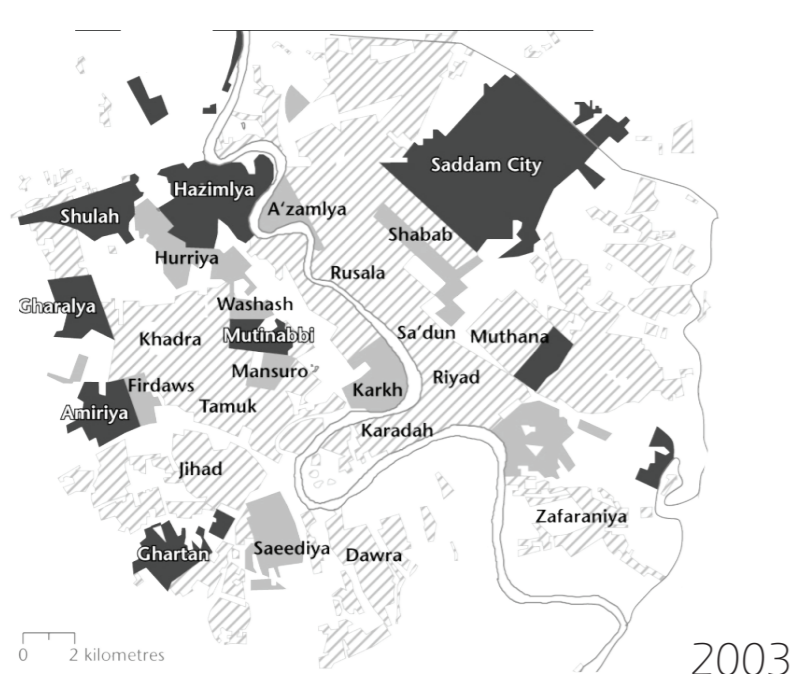 Saddam City
Hazimlya
Shulah
A'zamlya
Shabab
Hurriya
Rusala
Gharalya
Washash
Khadra
Mutinabbi
Sa'dun
Muthana
Mansuro
Firdaws
Karkh
Riyad
Amiriya
Tamuk
Karadah
Jihad
Zafaraniya
Ghartan
Saeediya
Dawra
0 2 kilometres
2003